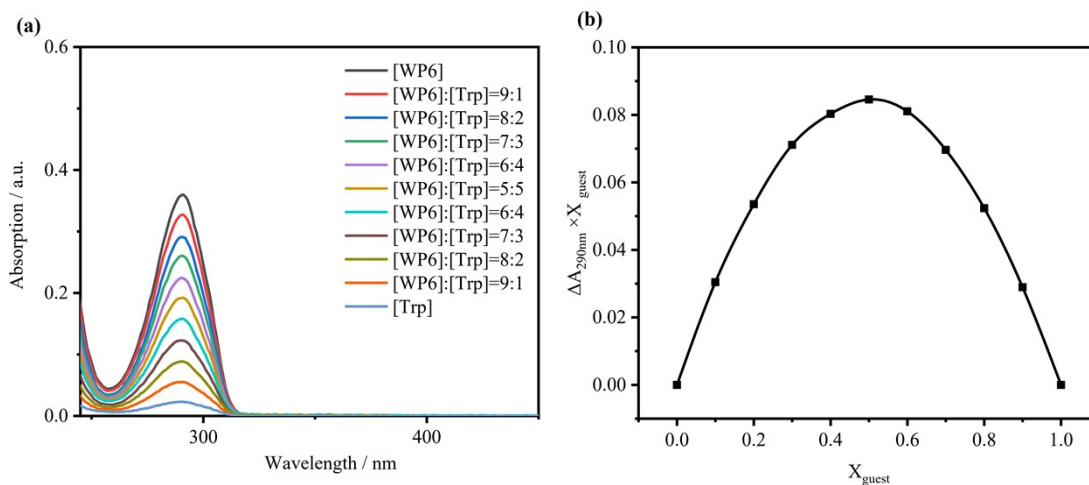 (a)
0.6
0.4
0.2
0.0
Absorption / a.u.
300
400
Wavelength / nm
[WP6]
[WP6]:[Trp]=9:1
[WP6]:[Trp]=8:2
[WP6]:[Trp]=7:3
[WP6]:[Trp]=6:4
[WP6]:[Trp]=5:5
[WP6]:[Trp]=6:4
[WP6]:[Trp]=7:3
[WP6]:[Trp]=8:2
[WP6]:[Trp]=9:1
[Trp]
(b)
0.10
0.08
0.06
0.04
0.02
0.00
ΔA290nm×Xguest
0.0 0.2 0.4 0.6 0.8 1.0
Xguest